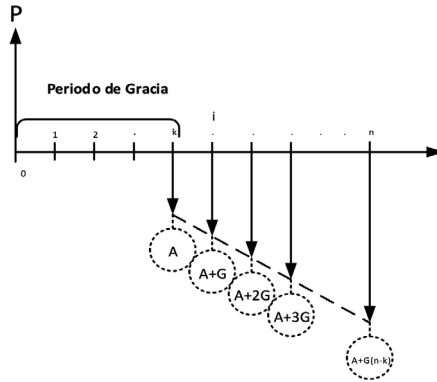 P
Periodo de Gracia
i
1 2 . k . . . . . n
0
A
A+G
A+2G
A+3G
A+G(n-k)